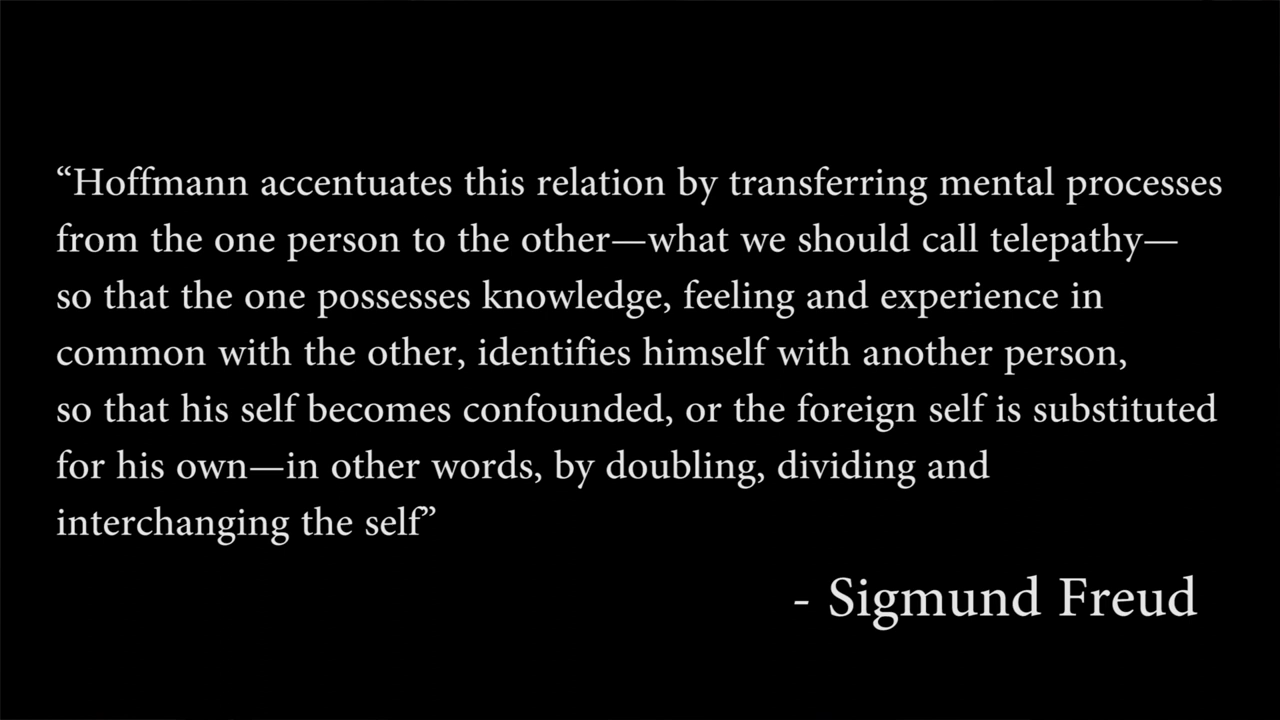 “Hoffmann accentuates this relation by transferring mental processes
from the one person to the other—what we should call telepathy—
so that the one possesses knowledge, feeling and experience in
common with the other, identifies himself with another person,
so that his self becomes confounded, or the foreign self is substituted
for his own—in other words, by doubling, dividing and
interchanging the self”
- Sigmund Freud